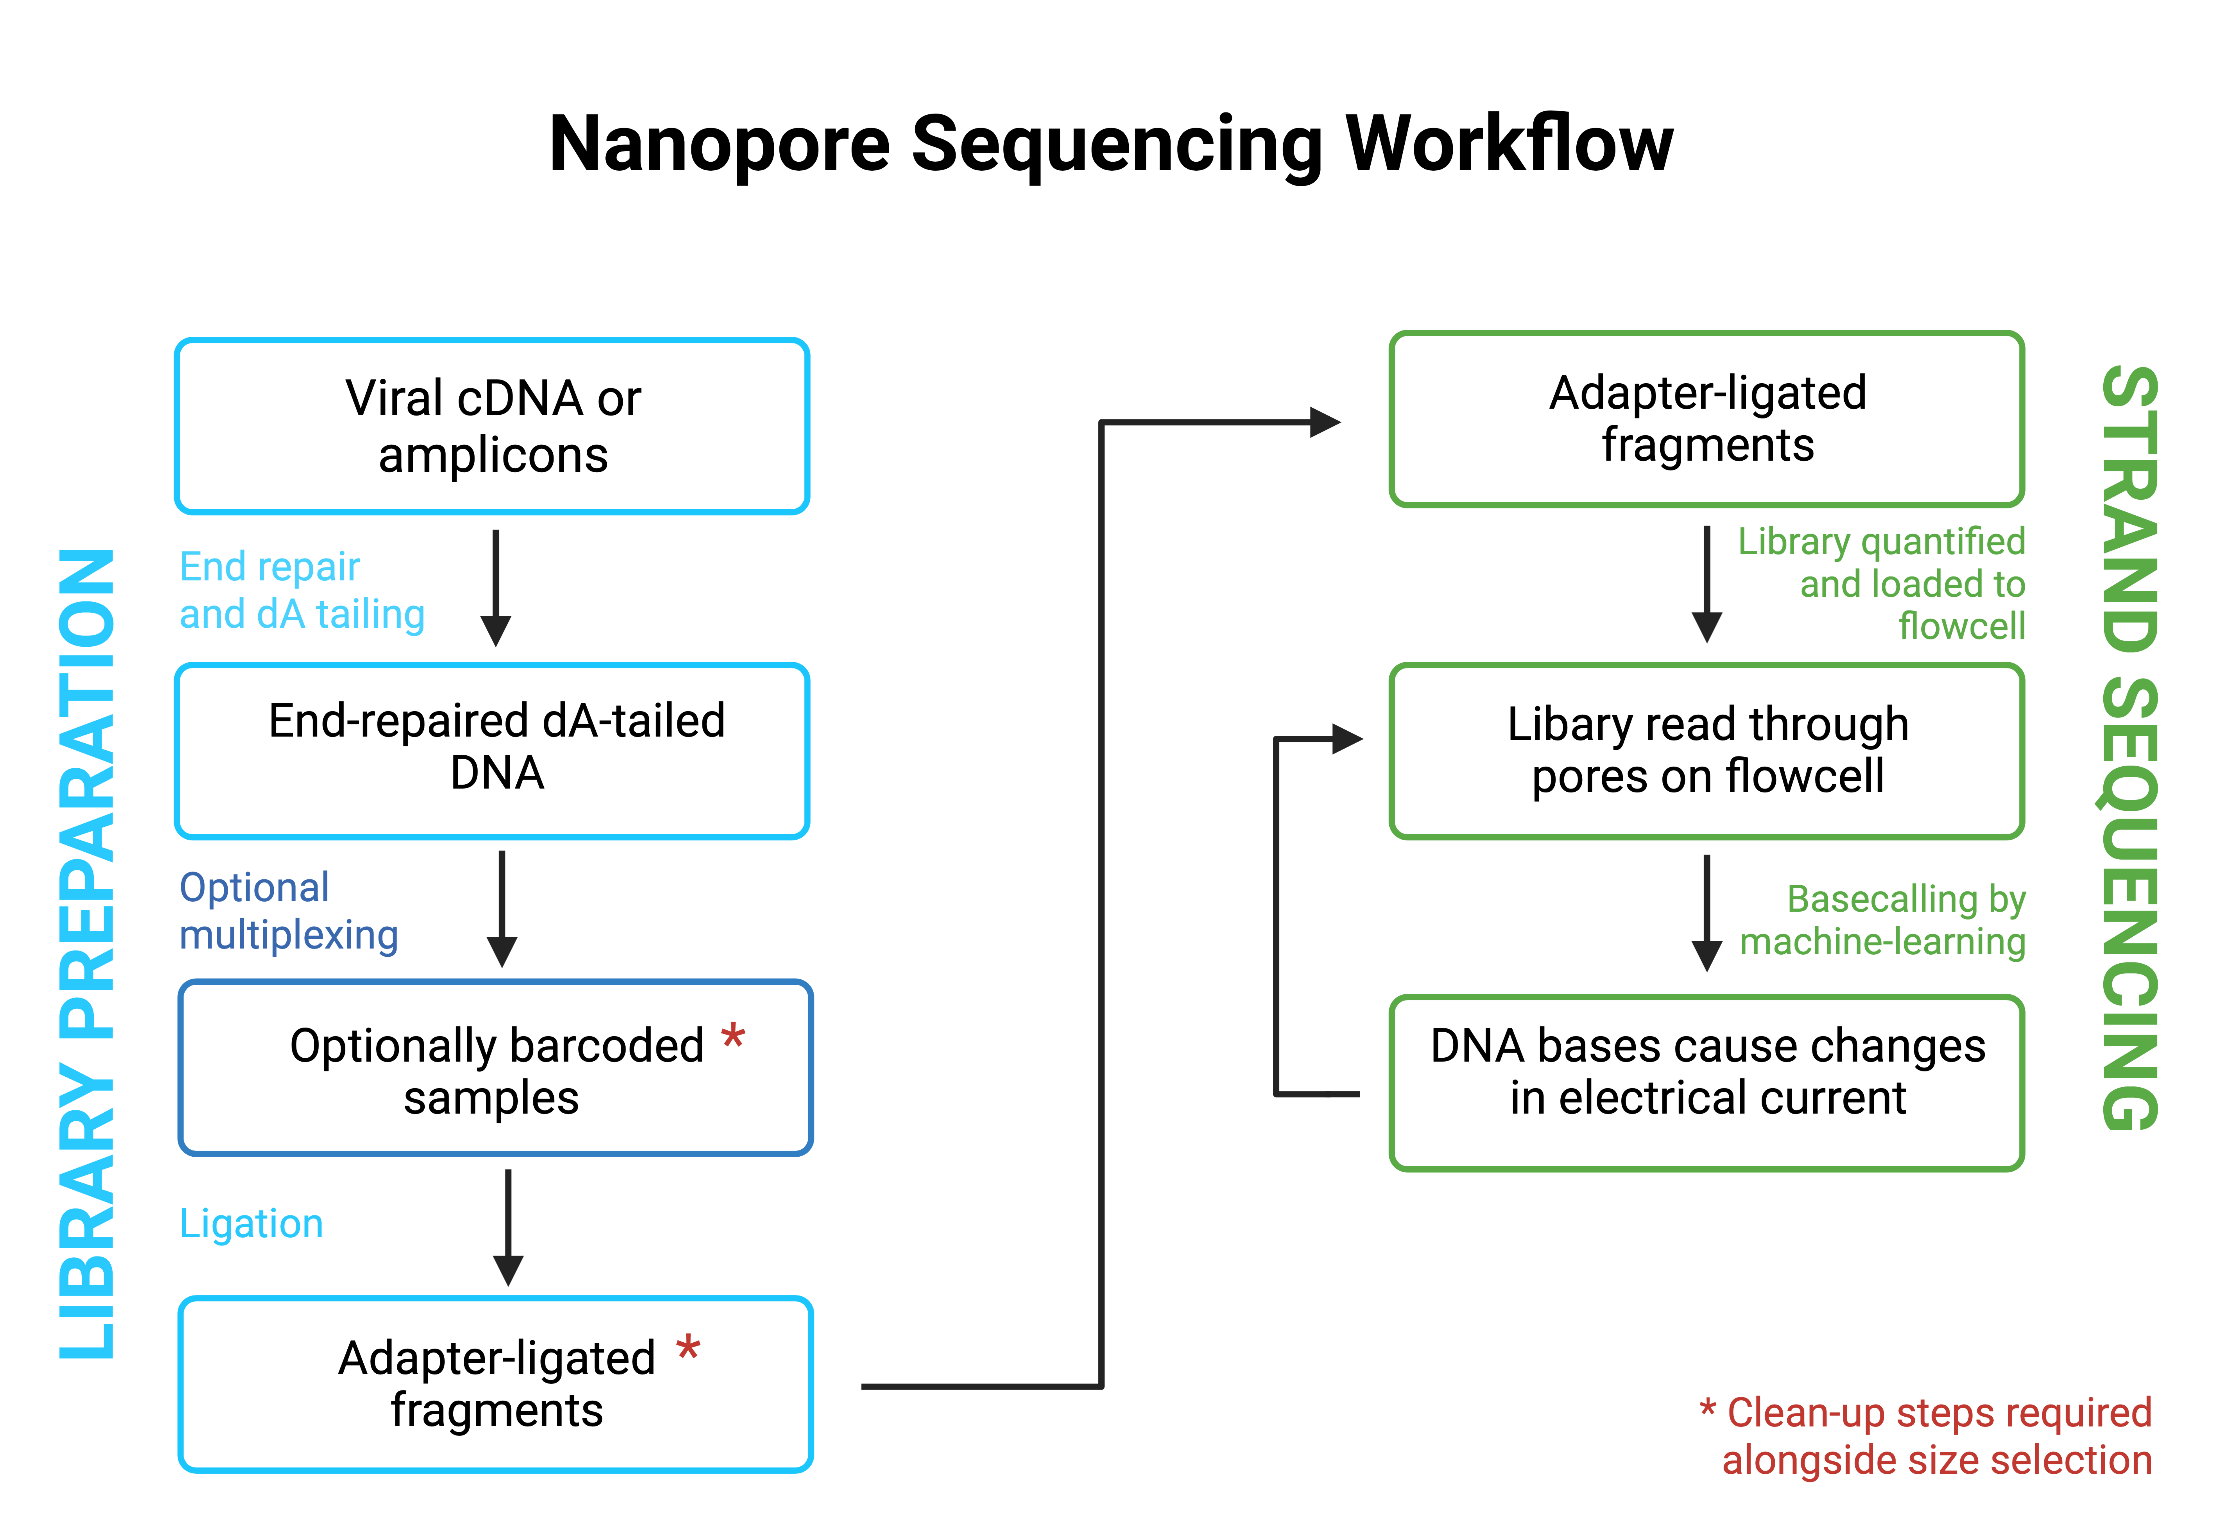 Nanopore Sequencing Workflow
LIBRARY PREPARATION
Viral cDNA or
amplicons
End repair
and dA tailing
End-repaired dA-tailed
DNA
Optional
multiplexing
Optionally barcoded *
samples
Ligation
Adapter-ligated *
fragments
STRAND SEQUENCING
Adapter-ligated
fragments
Library quantified
and loaded to
flowcell
Libary read through
pores on flowcell
Basecalling by
machine-learning
DNA bases cause changes
in electrical current
* Clean-up steps required
alongside size selection